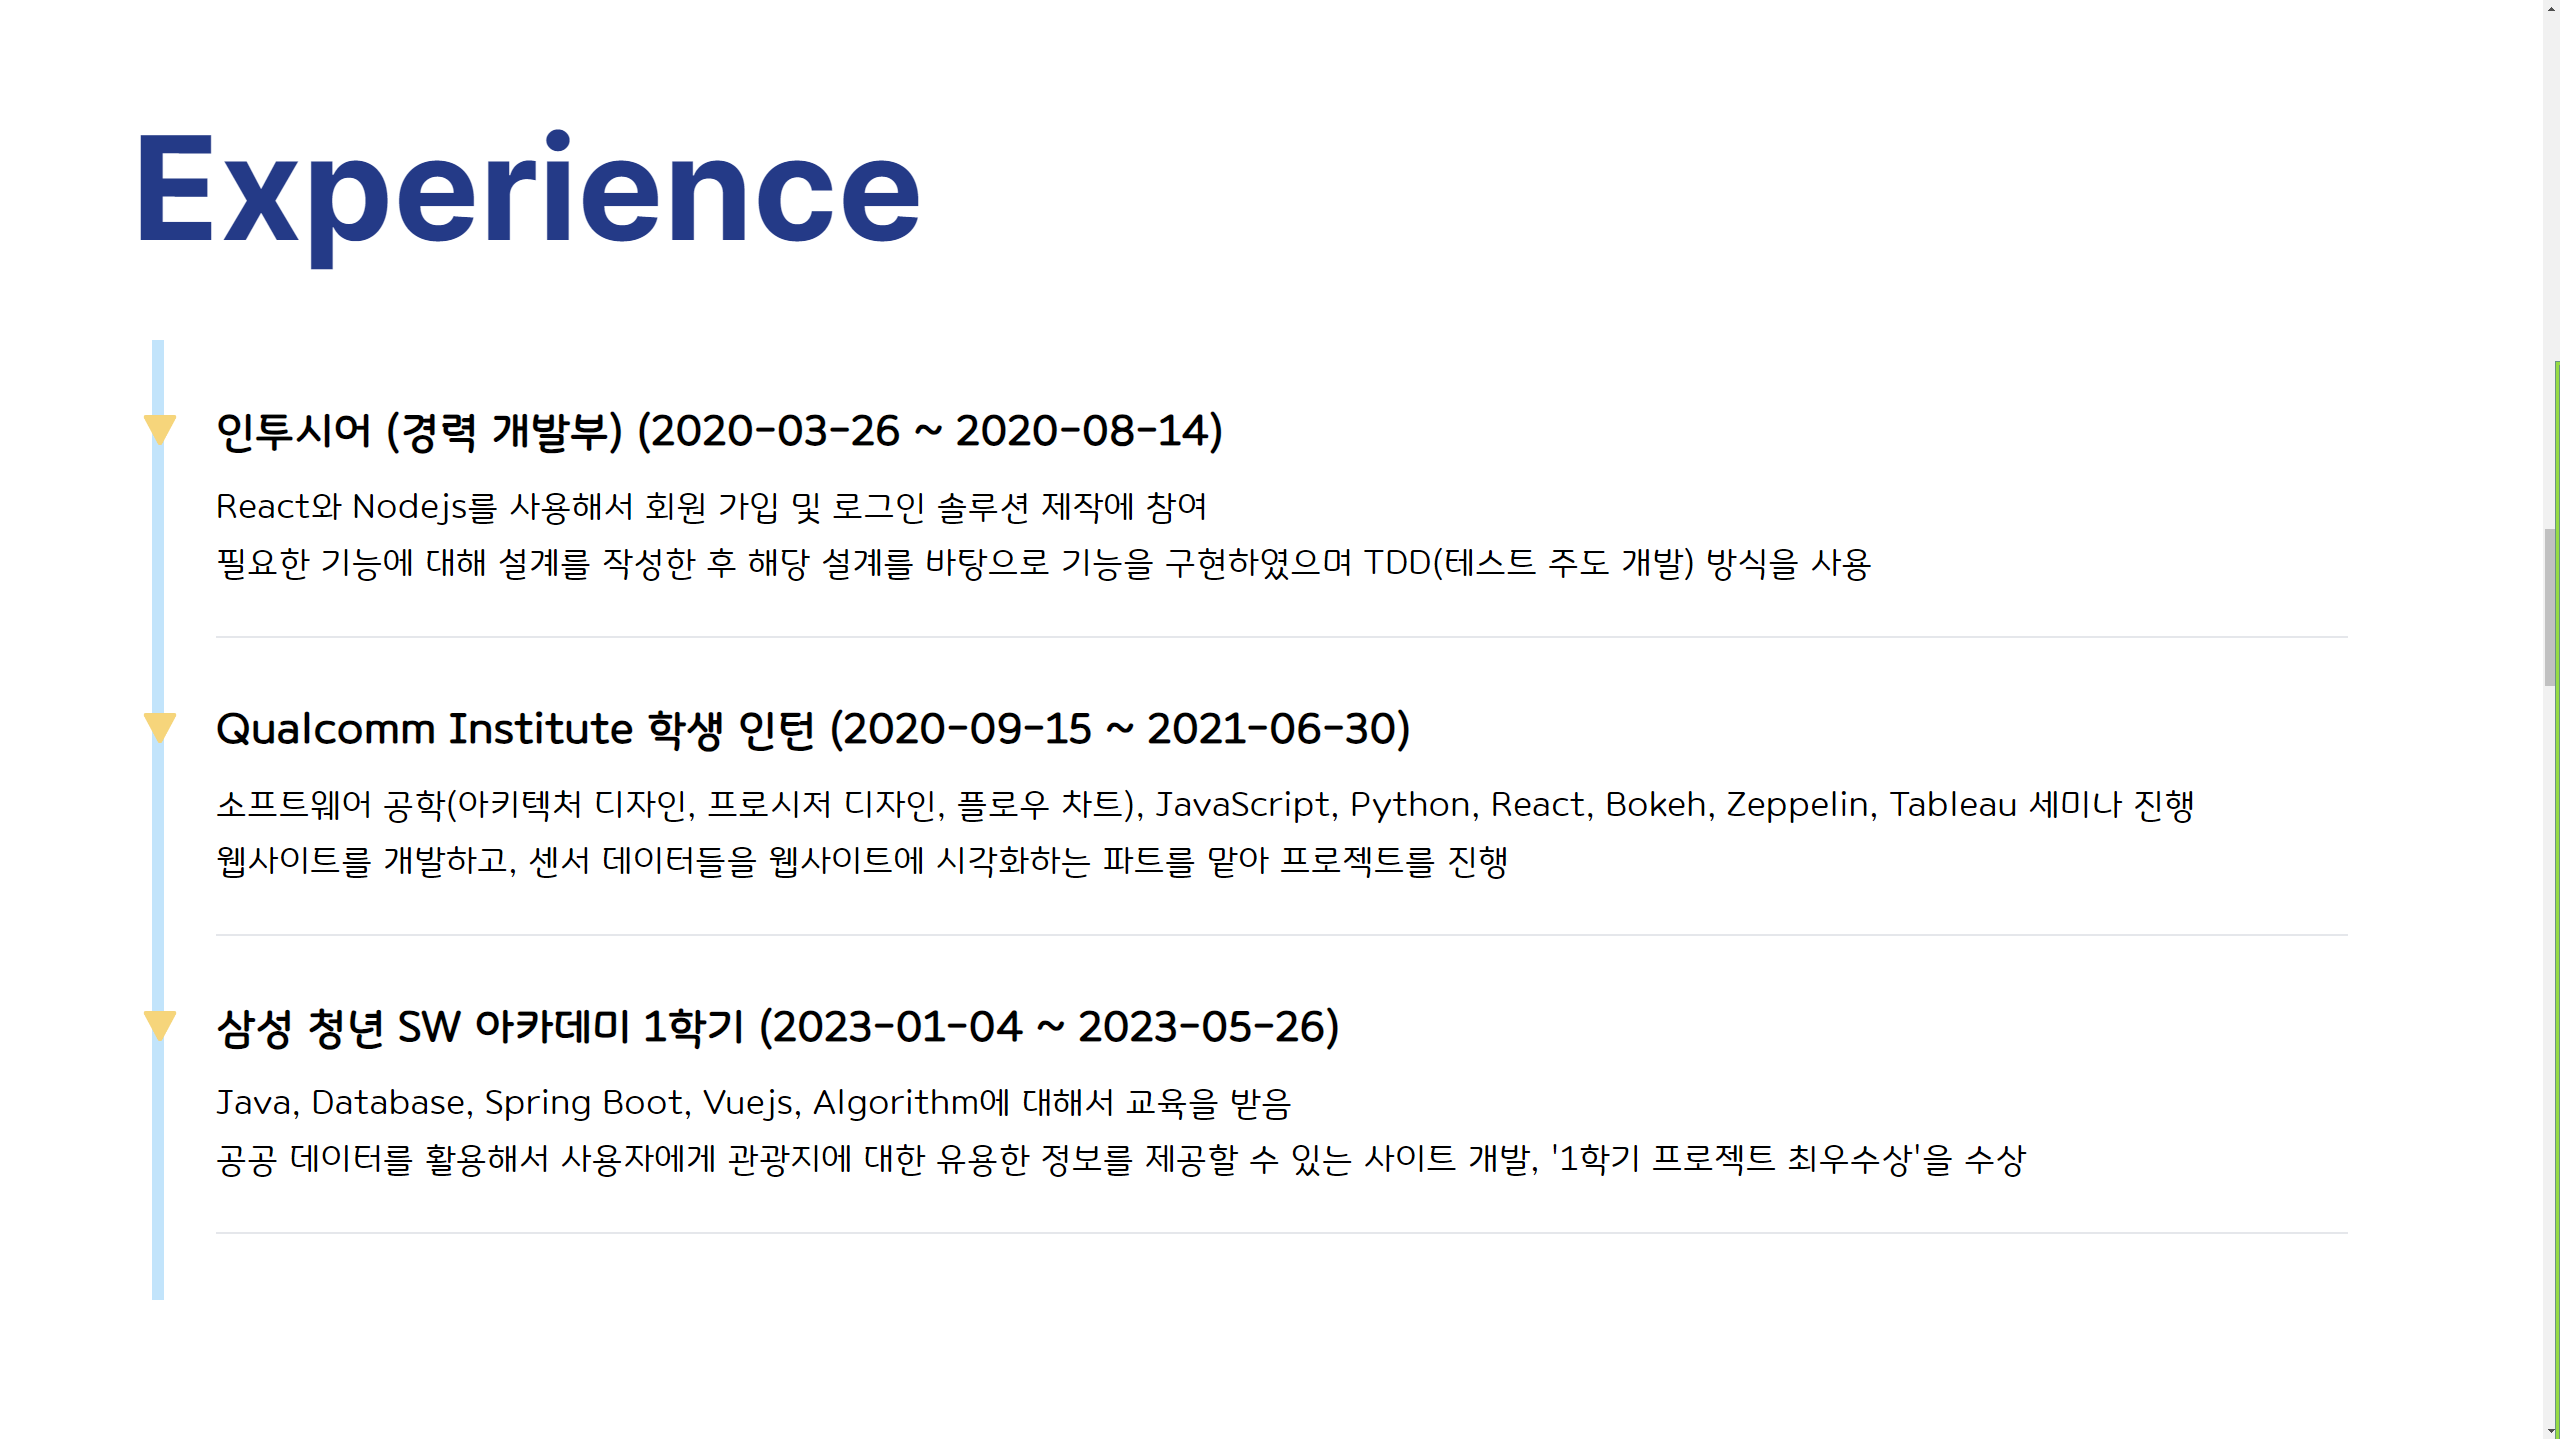 Experience
인투시어 (경력 개발부) (2020-03-26 ~ 2020-08-14)
React와 Nodejs를 사용해서 회원 가입 및 로그인 솔루션 제작에 참여
필요한 기능에 대해 설계를 작성한 후 해당 설계를 바탕으로 기능을 구현하였으며 TDD(테스트 주도 개발) 방식을 사용
Qualcomm Institute 학생 인턴 (2020-09-15 ~ 2021-06-30)
소프트웨어 공학(아키텍처 디자인, 프로시저 디자인, 플로우 차트), JavaScript, Python, React, Bokeh, Zeppelin, Tableau 세미나 진행
웹사이트를 개발하고, 센서 데이터들을 웹사이트에 시각화하는 파트를 맡아 프로젝트를 진행
삼성 청년 SW 아카데미 1학기 (2023-01-04 ~ 2023-05-26)
Java, Database, Spring Boot, Vuejs, Algorithm에 대해서 교육을 받음
공공 데이터를 활용해서 사용자에게 관광지에 대한 유용한 정보를 제공할 수 있는 사이트 개발, '1학기 프로젝트 최우수상'을 수상